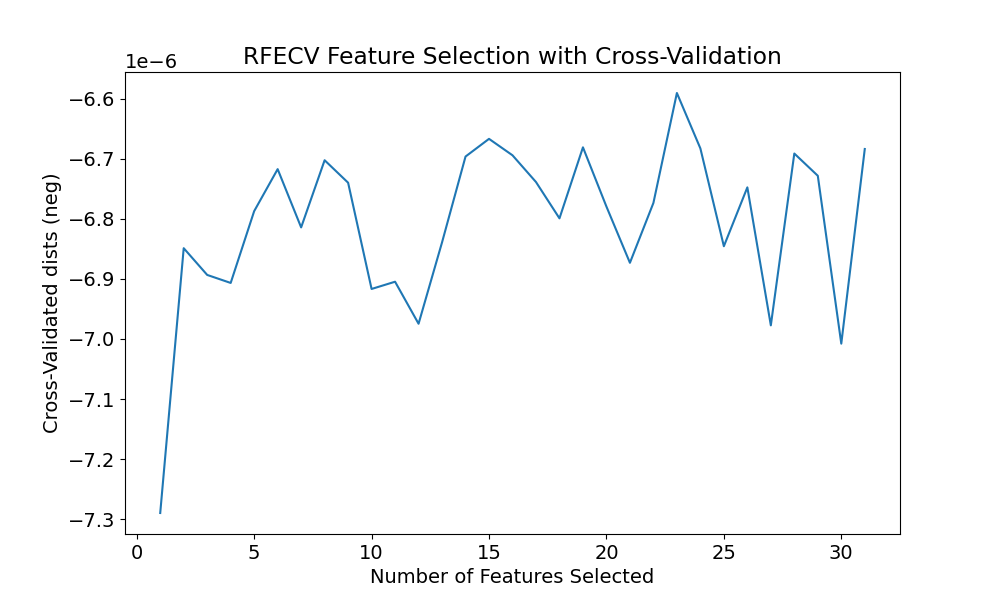 RFECV Feature Selection with Cross-Validation
1e−6
−6.6
−6.7
−6.8
−6.9
−7.0
−7.1
−7.2
−7.3
Cross-Validated dists (neg)
0 5 10 15 20 25 30
Number of Features Selected